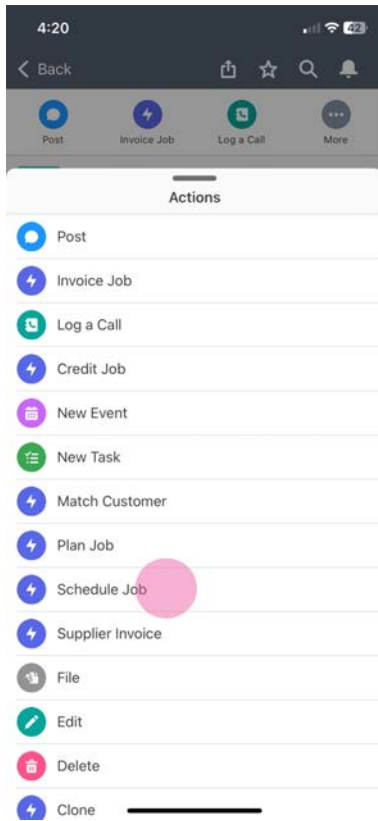 4:20
42
Back
Post Invoice Job Log a Call More
Actions
Post
Invoice Job
Log a Call
Credit Job
New Event
New Task
Match Customer
Plan Job
Schedule Job
Supplier Invoice
File
Edit
Delete
Clone